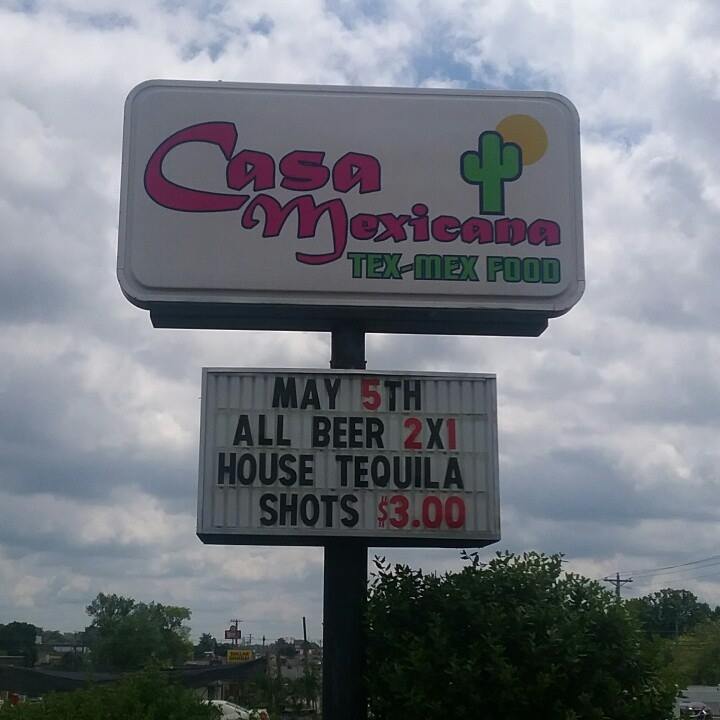 Casa
Mexicana
TEX-MEX FOOD
MAY 5TH
ALL BEER 2X1
HOUSE TEQUILA
SHOTS $3.00